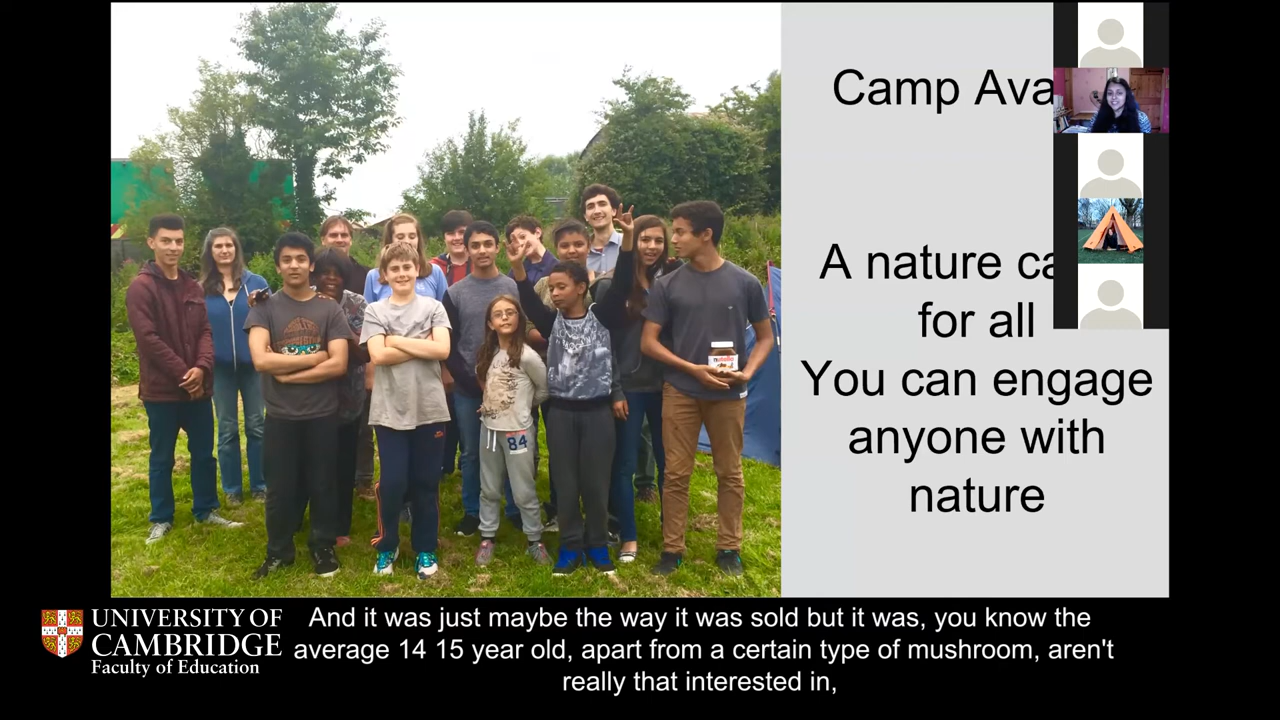 Camp Ava
A nature ca
for all
You can engage
anyone with
nature
nutella
84
UNIVERSITY OF
CAMBRIDGE
Faculty of Education
And it was just maybe the way it was sold but it was, you know the
average 14 15 year old, apart from a certain type of mushroom, aren't
really that interested in,